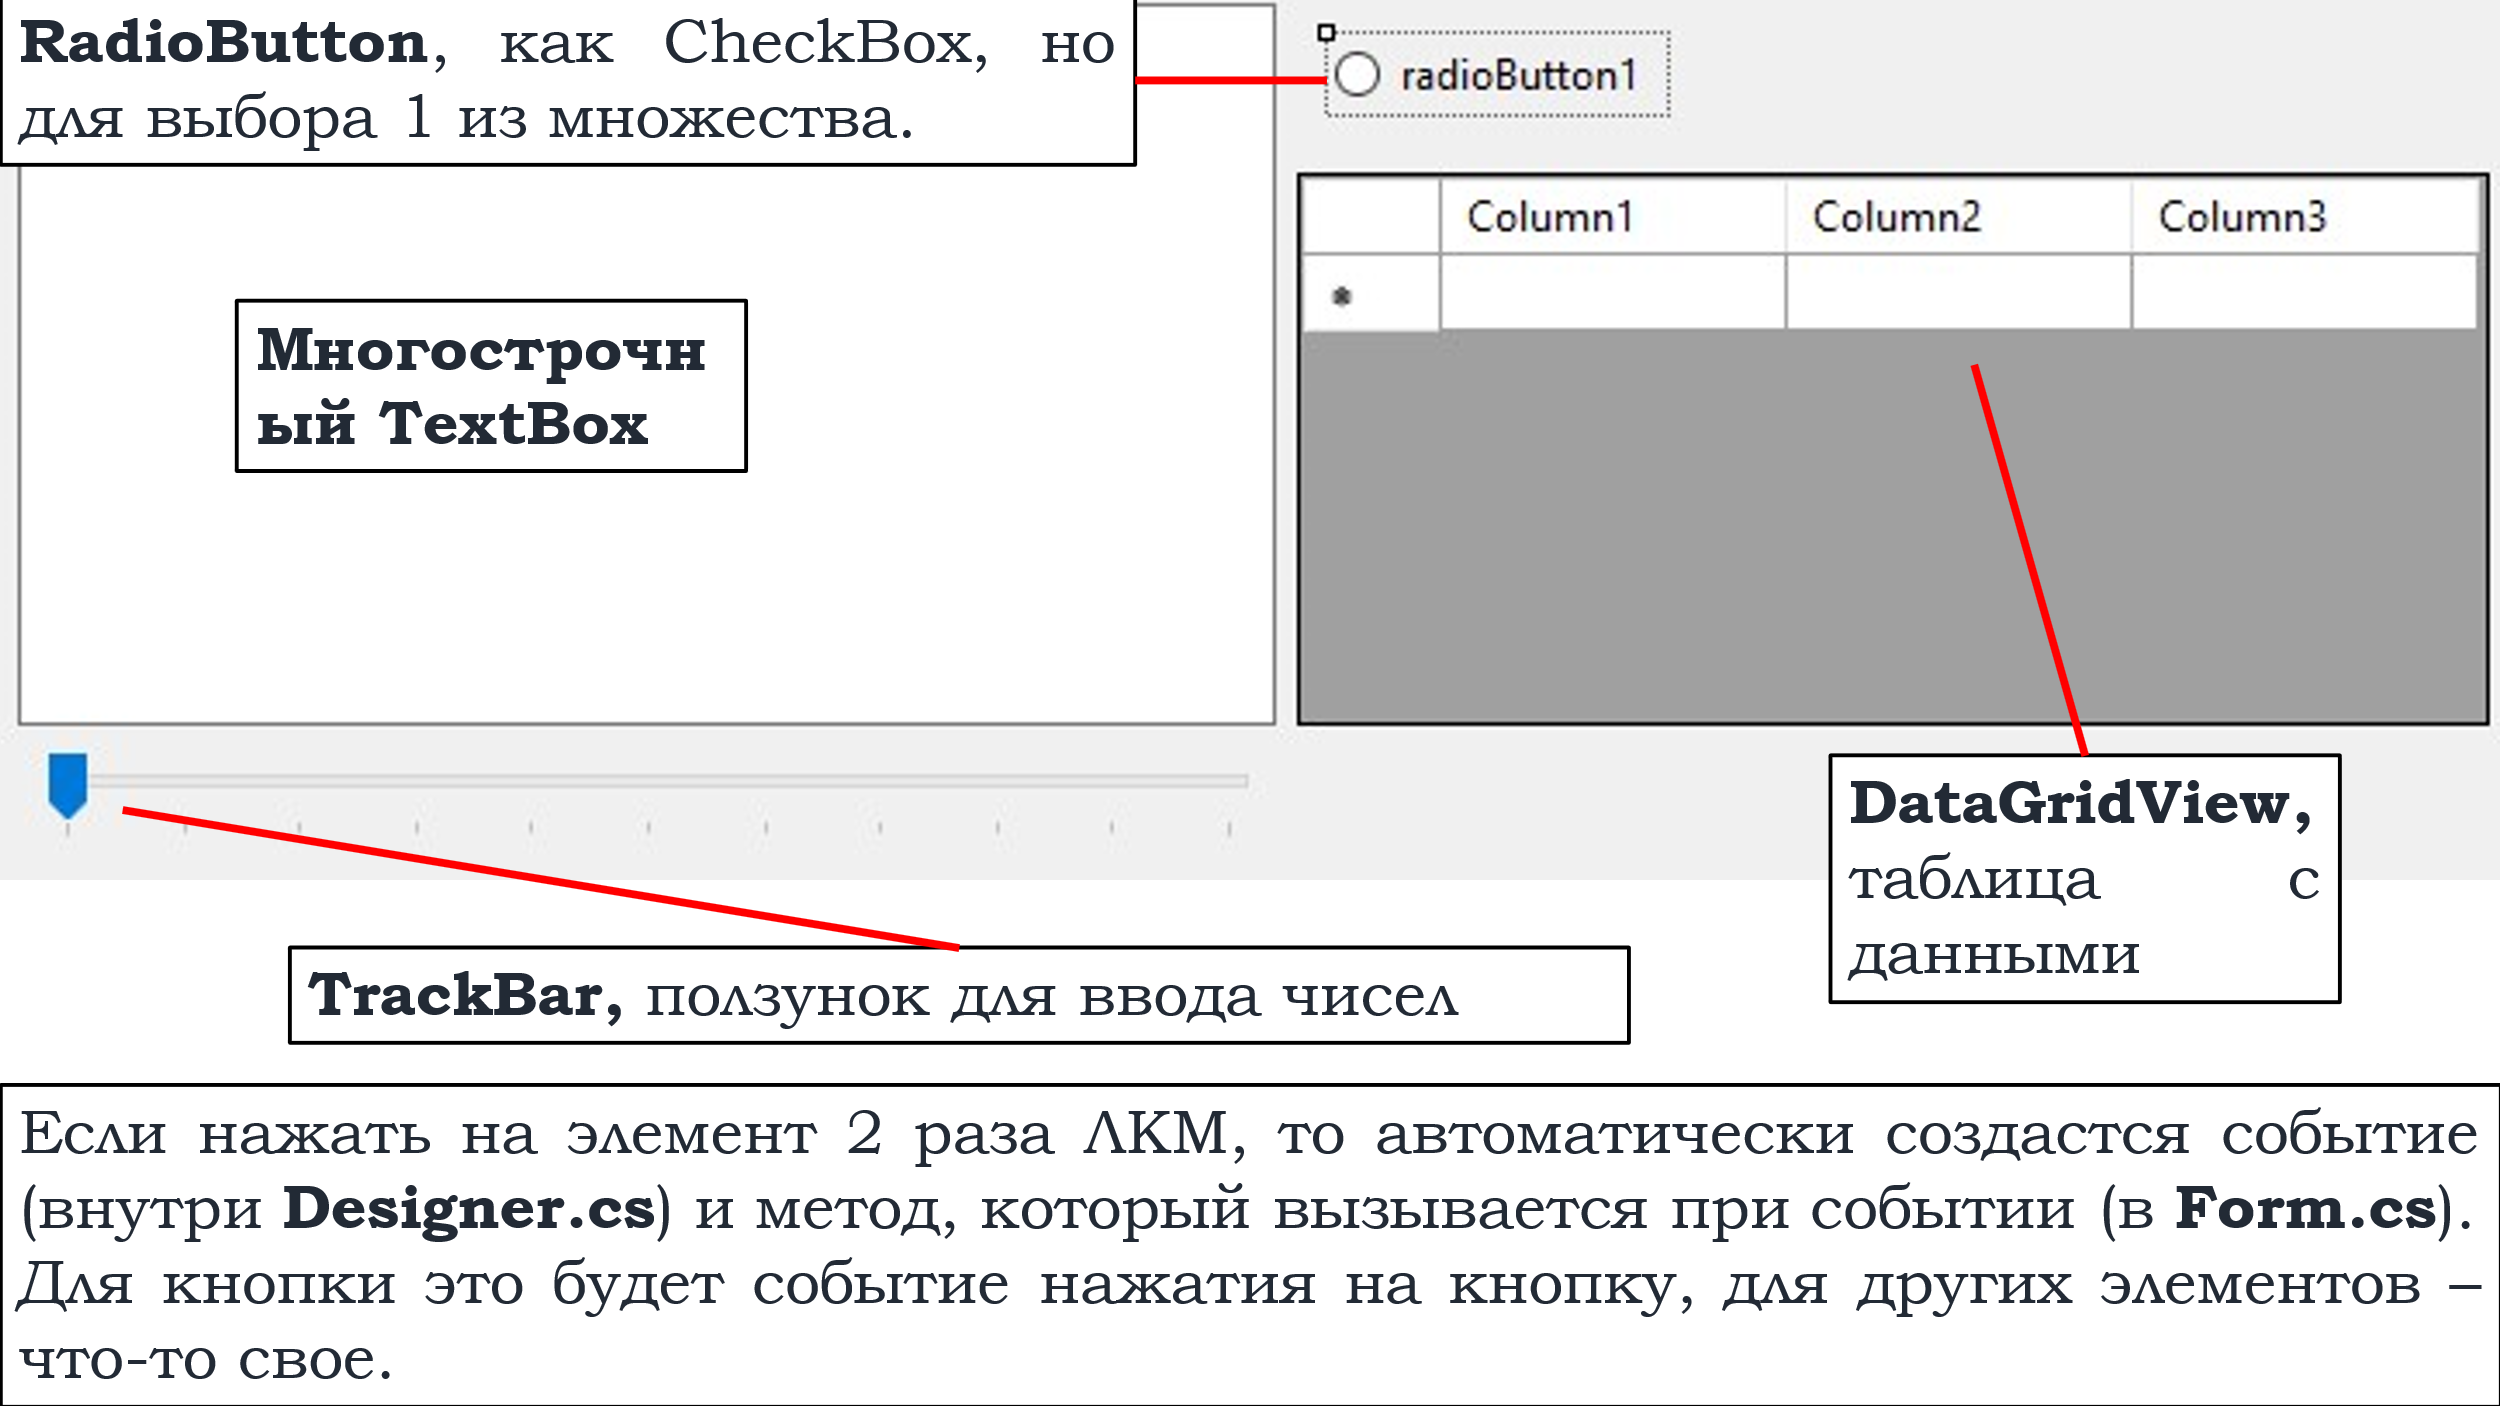 RadioButton, как CheckBox, но
для выбора 1 из множества.
radioButton1
Column1 Column2 Column3
Многострочн
ый TextBox
DataGridView,
таблица с
данными
TrackBar, ползунок для ввода чисел
Если нажать на элемент 2 раза ЛКМ, то автоматически создастся событие
(внутри Designer.cs) и метод, который вызывается при событии (в Form.cs).
Для кнопки это будет событие нажатия на кнопку, для других элементов –
что-то свое.